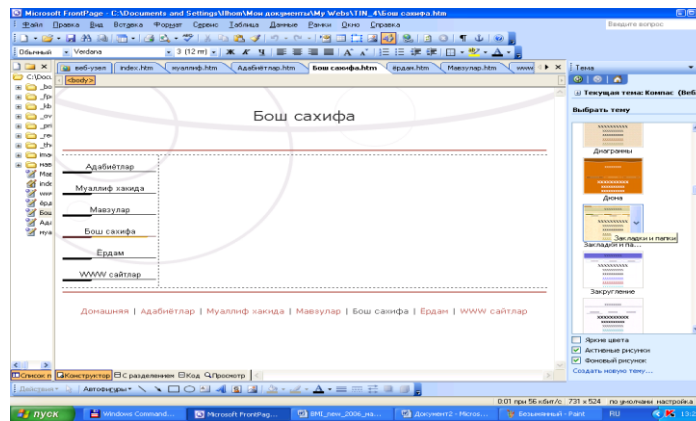 Microsoft FrontPage - C:\Documents and Settings\Ilhom\Мои документы\My Webs\TIN_4\Бош сахифа.htm
Файл Правка Вид Вставка Формат Сервис Таблица Данные Рамки Окно Справка
Введите вопрос
Обычный Verdana 3 (12 пт) Ж К Ч
веб-узел index.htm муаллиф.htm Адабиётлар.htm Бош сахифа.htm ёрдам.htm Мавзулар.htm www
Тема
<body>
Текущая тема: Компас (Веб
Выбрать тему
Бош сахифа
Адабиётлар
Муаллиф хакида
Мавзулар
Бош сахифа
Ёрдам
WWW сайтлар
Домашняя | Адабиётлар | Муаллиф хакида | Мавзулар | Бош сахифа | Ёрдам | WWW сайтлар
Диаграммы
Дюна
Закладки и папки
Закладки и па...
Закругление
Яркие цвета
Активные рисунки
Фоновый рисунок
Создать новую тему...
Список п Конструктор С разделением Код Просмотр
Действия Автофигуры
0:01 при 56 кбит/с 731 x 524 по умолчанию настройка
пуск Windows Command... Microsoft FrontPag... BMI_new_2006_на... Документ2 - Micros... Безымянный - Paint RU